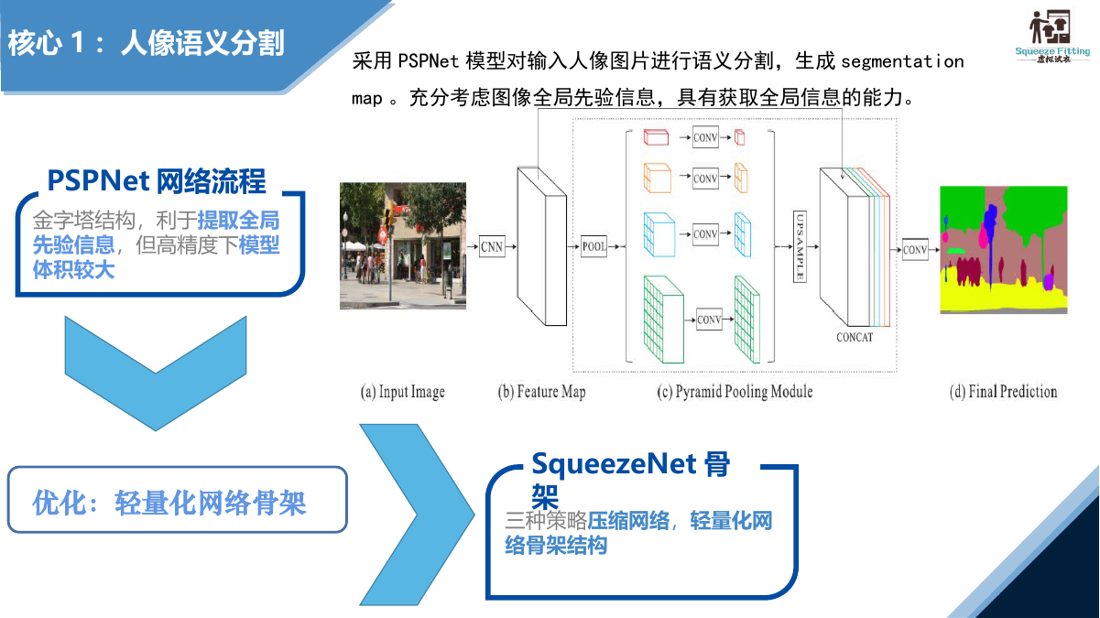 核心 1 ：人像语义分割
采用 PSPNet 模型对输入人像图片进行语义分割，生成 segmentation
map 。充分考虑图像全局先验信息，具有获取全局信息的能力。
Squeeze Fitting
虚拟试衣
PSPNet 网络流程
金字塔结构，利于提取全局
先验信息，但高精度下模型
体积较大
CNN
POOL
CONV
CONV
CONV
CONV
UPSAMPLE
CONCAT
CONV
(a) Input Image
(b) Feature Map
(c) Pyramid Pooling Module
(d) Final Prediction
优化：轻量化网络骨架
SqueezeNet 骨
架
三种策略压缩网络，轻量化网
络骨架结构